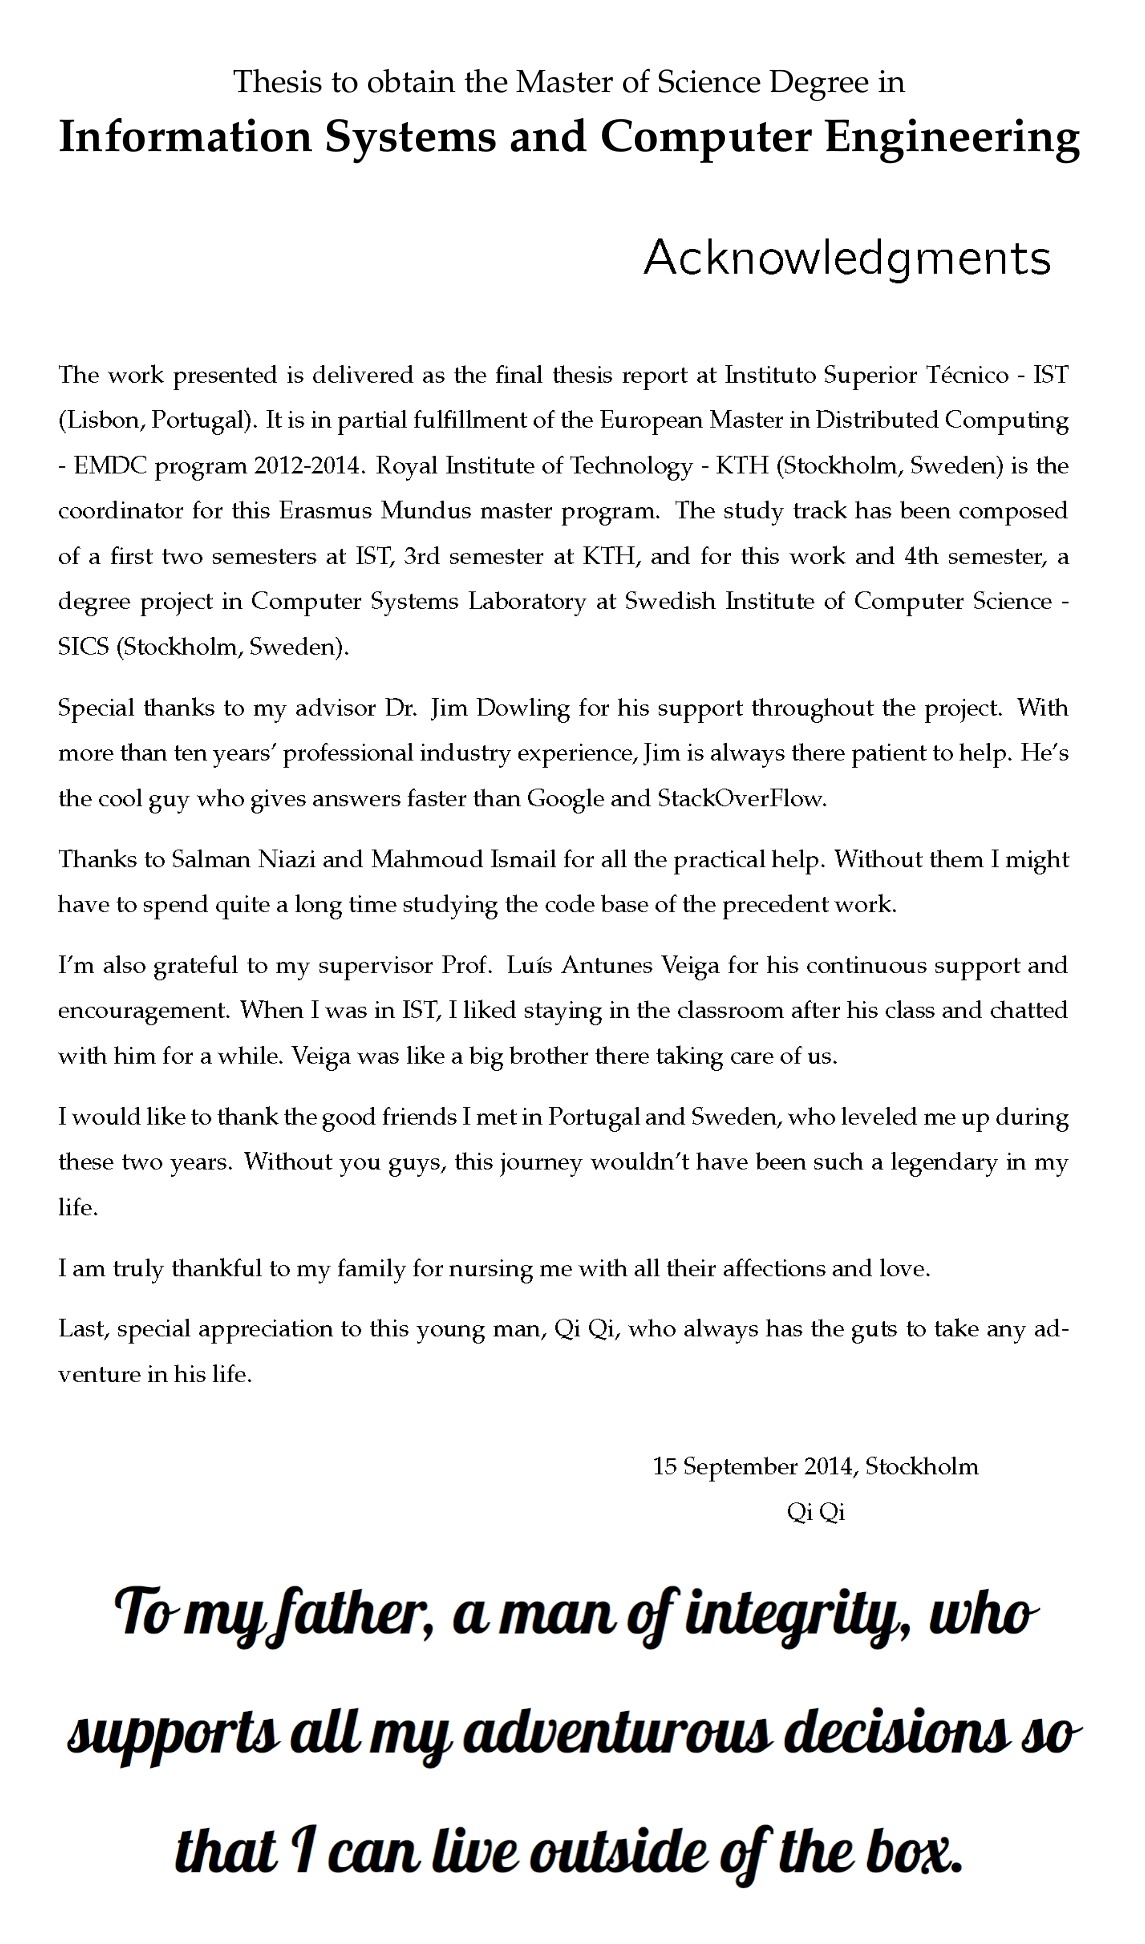 Thesis to obtain the Master of Science Degree in
Information Systems and Computer Engineering
Acknowledgments
The work presented is delivered as the final thesis report at Instituto Superior Técnico - IST
(Lisbon, Portugal). It is in partial fulfillment of the European Master in Distributed Computing
- EMDC program 2012-2014. Royal Institute of Technology - KTH (Stockholm, Sweden) is the
coordinator for this Erasmus Mundus master program. The study track has been composed
of a first two semesters at IST, 3rd semester at KTH, and for this work and 4th semester, a
degree project in Computer Systems Laboratory at Swedish Institute of Computer Science -
SICS (Stockholm, Sweden).
Special thanks to my advisor Dr. Jim Dowling for his support throughout the project. With
more than ten years' professional industry experience, Jim is always there patient to help. He's
the cool guy who gives answers faster than Google and StackOverFlow.
Thanks to Salman Niazi and Mahmoud Ismail for all the practical help. Without them I might
have to spend quite a long time studying the code base of the precedent work.
I'm also grateful to my supervisor Prof. Luís Antunes Veiga for his continuous support and
encouragement. When I was in IST, I liked staying in the classroom after his class and chatted
with him for a while. Veiga was like a big brother there taking care of us.
I would like to thank the good friends I met in Portugal and Sweden, who leveled me up during
these two years. Without you guys, this journey wouldn't have been such a legendary in my
life.
I am truly thankful to my family for nursing me with all their affections and love.
Last, special appreciation to this young man, Qi Qi, who always has the guts to take any ad-
venture in his life.
15 September 2014, Stockholm
Qi Qi
To my father, a man of integrity, who
supports all my adventurous decisions so
that I can live outside of the box.